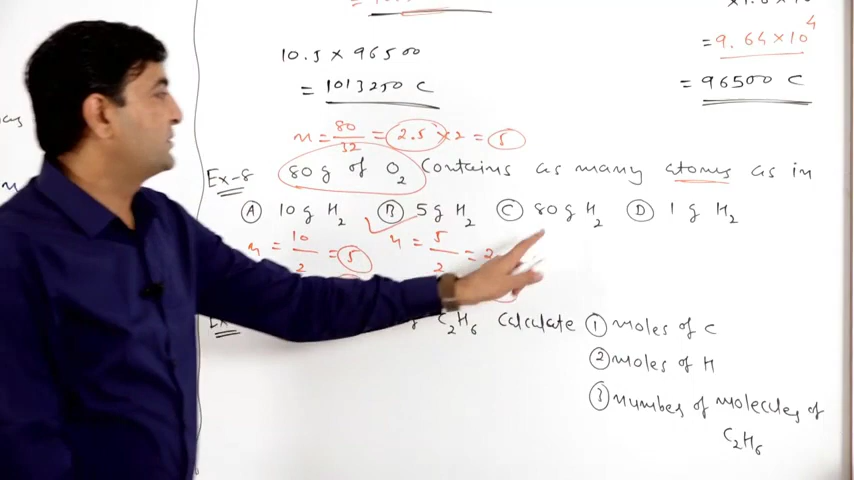 10.5 × 96500
= 1013250 C
= 9.64×10⁴
= 96500 C
n = 80/32 = 2.5 × 2 = 5
Ex-8 80 g of O₂ Contains as many atoms as in
Ⓐ 10 g H₂ Ⓑ 5 g H₂ Ⓒ 80 g H₂ Ⓓ 1 g H₂
n = 10/2 = 5 n = 5/2 = 2
C₂H₆ Calculate ① moles of C
② moles of H
③ number of molecules of
C₂H₆